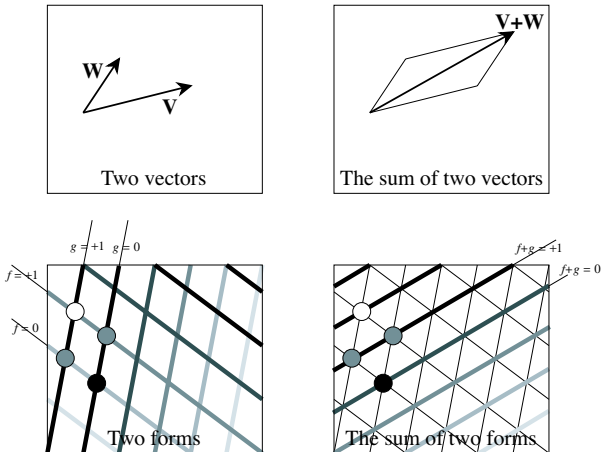 V+W
W
V
Two vectors
The sum of two vectors
g = +1
g = 0
f+g = +1
f = +1
f+g = 0
f = 0
Two forms
The sum of two forms